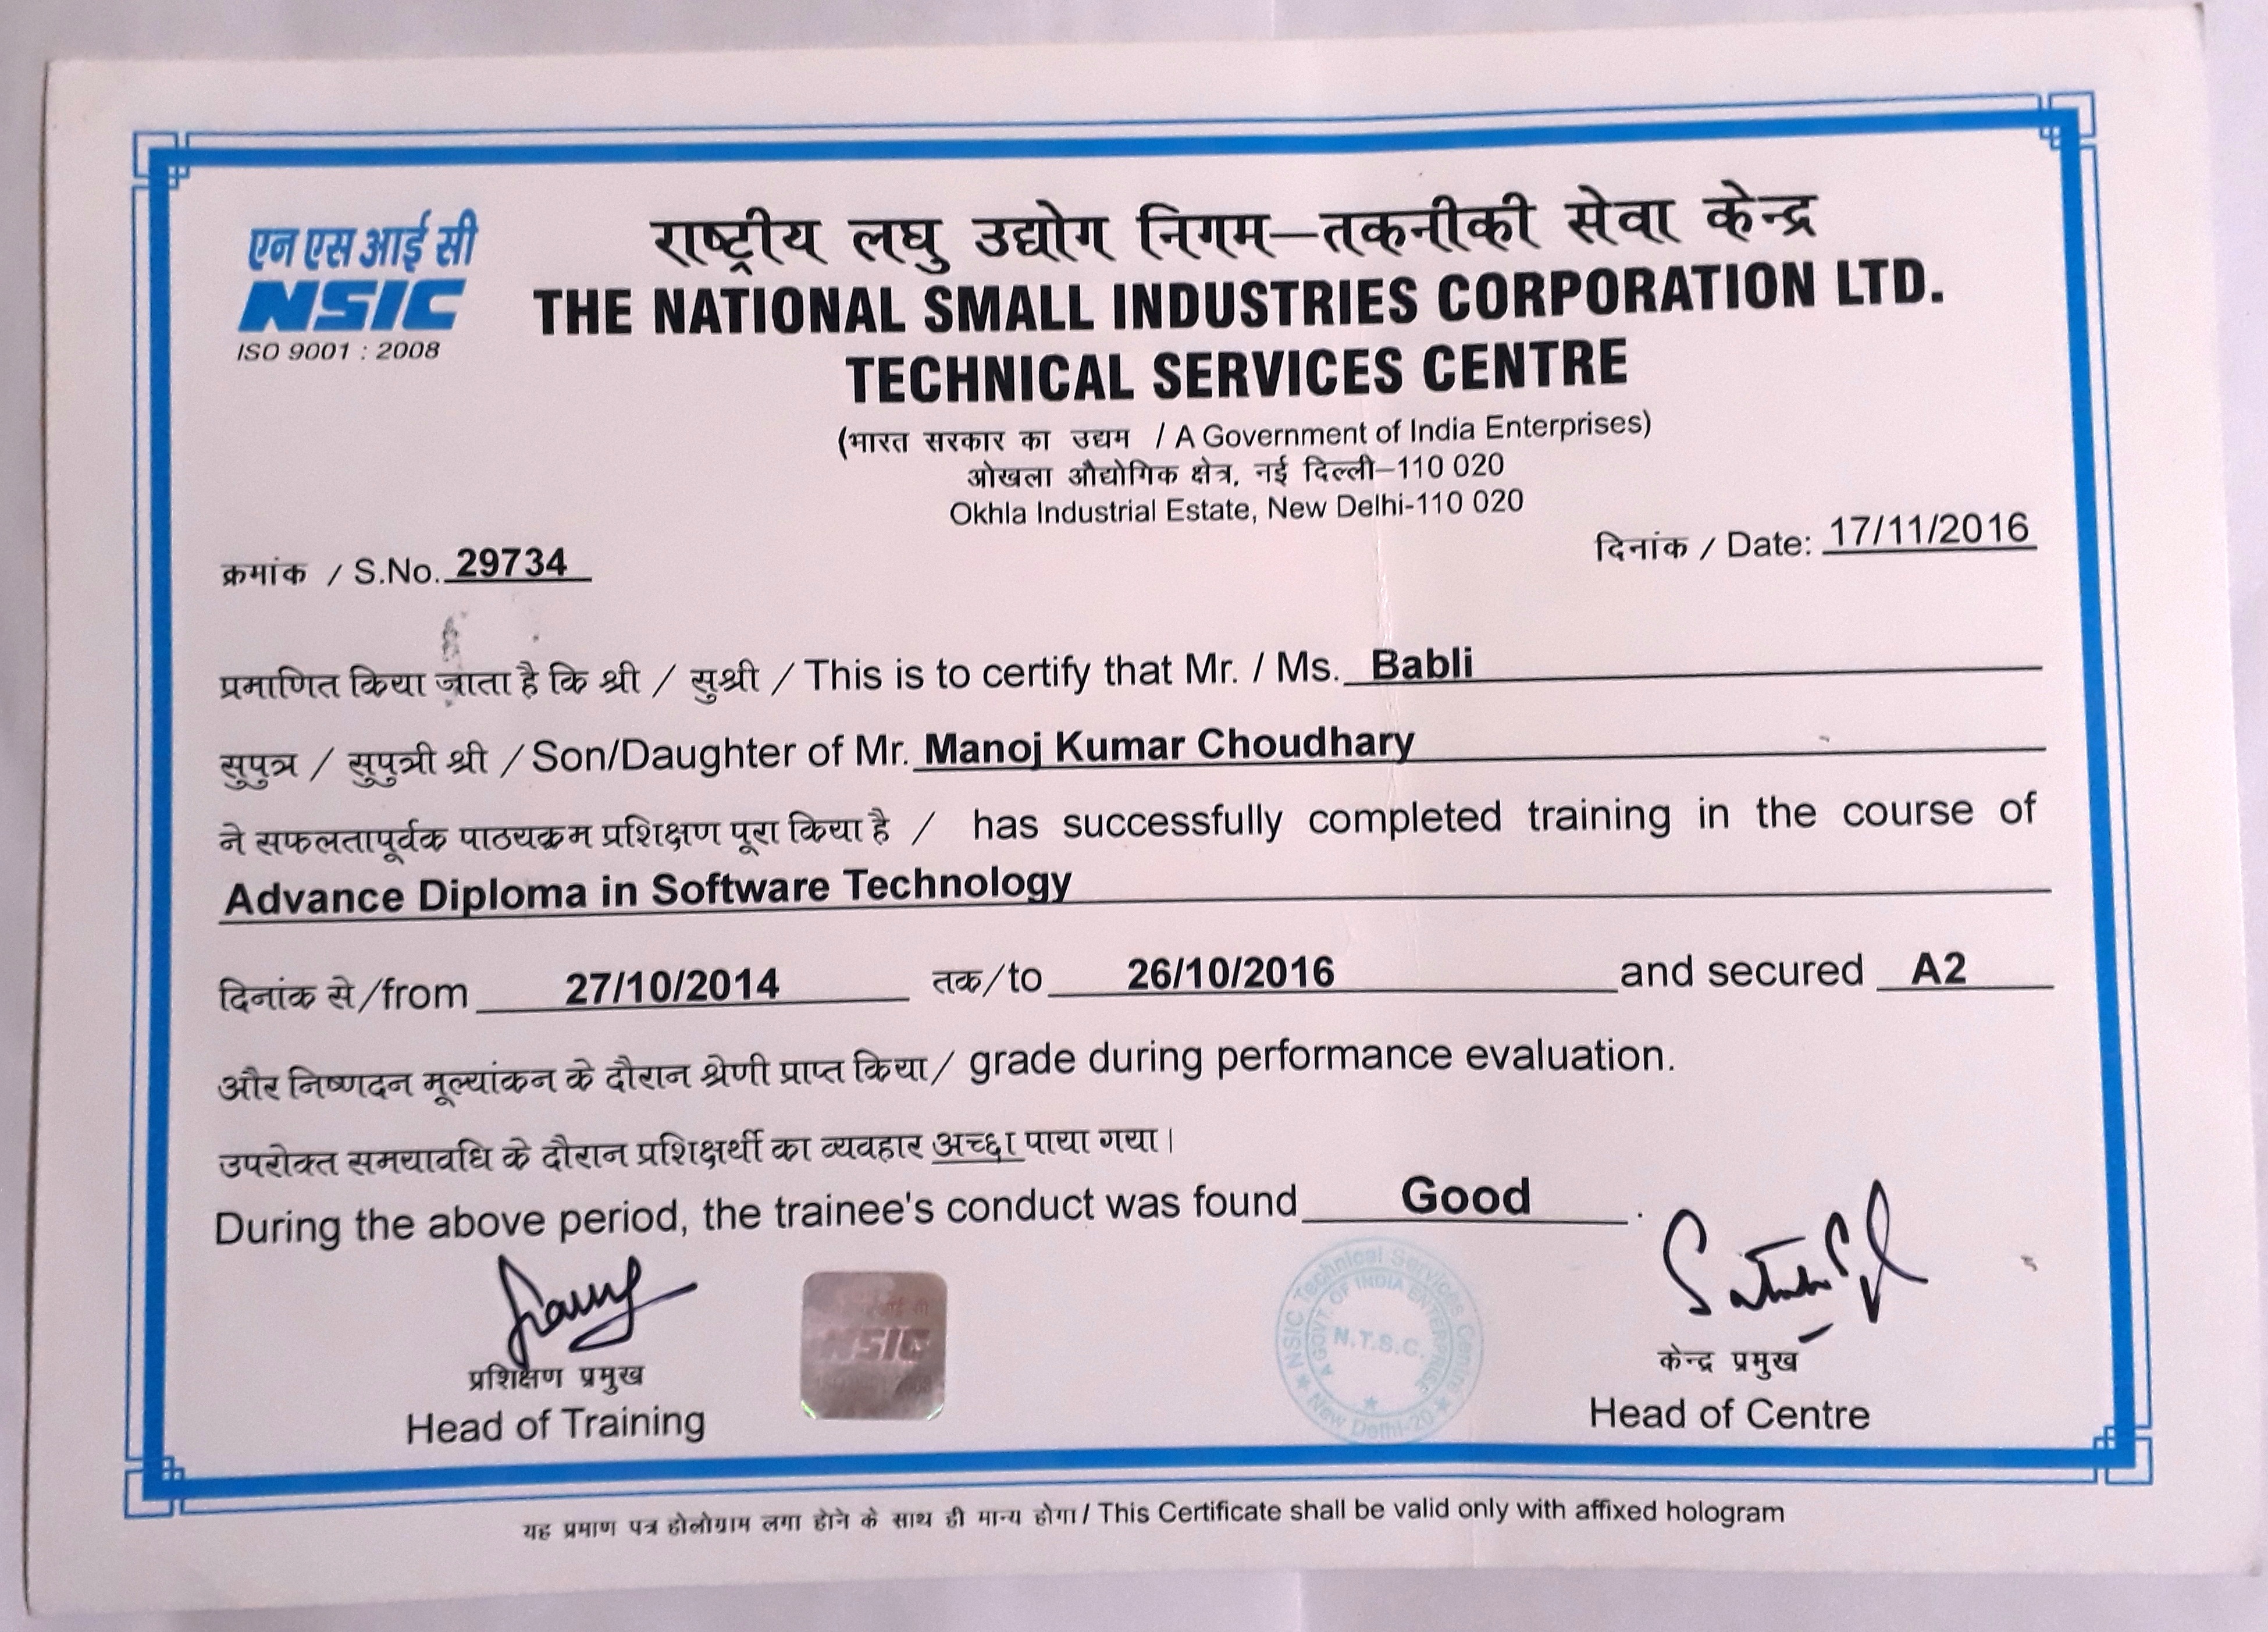 एन एस आई सी
NSIC
ISO 9001 : 2008
राष्ट्रीय लघु उद्योग निगम–तकनीकी सेवा केन्द्र
THE NATIONAL SMALL INDUSTRIES CORPORATION LTD.
TECHNICAL SERVICES CENTRE
(भारत सरकार का उद्यम / A Government of India Enterprises)
ओखला औद्योगिक क्षेत्र, नई दिल्ली–110 020
Okhla Industrial Estate, New Delhi-110 020
क्रमांक / S.No. 29734
दिनांक / Date: 17/11/2016
प्रमाणित किया जाता है कि श्री / सुश्री / This is to certify that Mr. / Ms. Babli
सुपुत्र / सुपुत्री श्री / Son/Daughter of Mr. Manoj Kumar Choudhary
ने सफलतापूर्वक पाठयक्रम प्रशिक्षण पूरा किया है / has successfully completed training in the course of
Advance Diploma in Software Technology
दिनांक से/from 27/10/2014 तक/to 26/10/2016 and secured A2
और निष्णदन मूल्यांकन के दौरान श्रेणी प्राप्त किया/ grade during performance evaluation.
उपरोक्त समयावधि के दौरान प्रशिक्षर्थी का व्यवहार अच्छा पाया गया।
During the above period, the trainee's conduct was found Good .
प्रशिक्षण प्रमुख
Head of Training
NSIC
NSIC Technical Services Centre
A GOVT. OF INDIA ENTERPRISE
N.T.S.C.
New Delhi-20
केन्द्र प्रमुख
Head of Centre
यह प्रमाण पत्र होलोग्राम लगा होने के साथ ही मान्य होगा/ This Certificate shall be valid only with affixed hologram